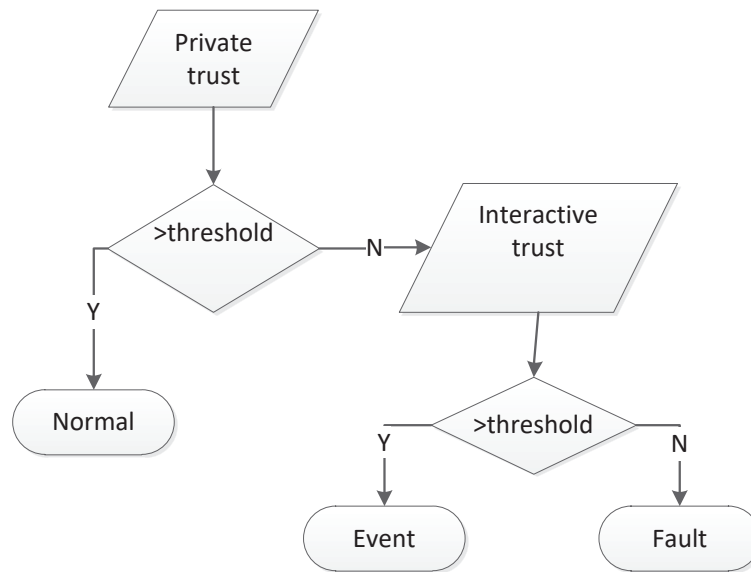 Private
trust
>threshold
N
Interactive
trust
Y
Normal
>threshold
Y
N
Event
Fault